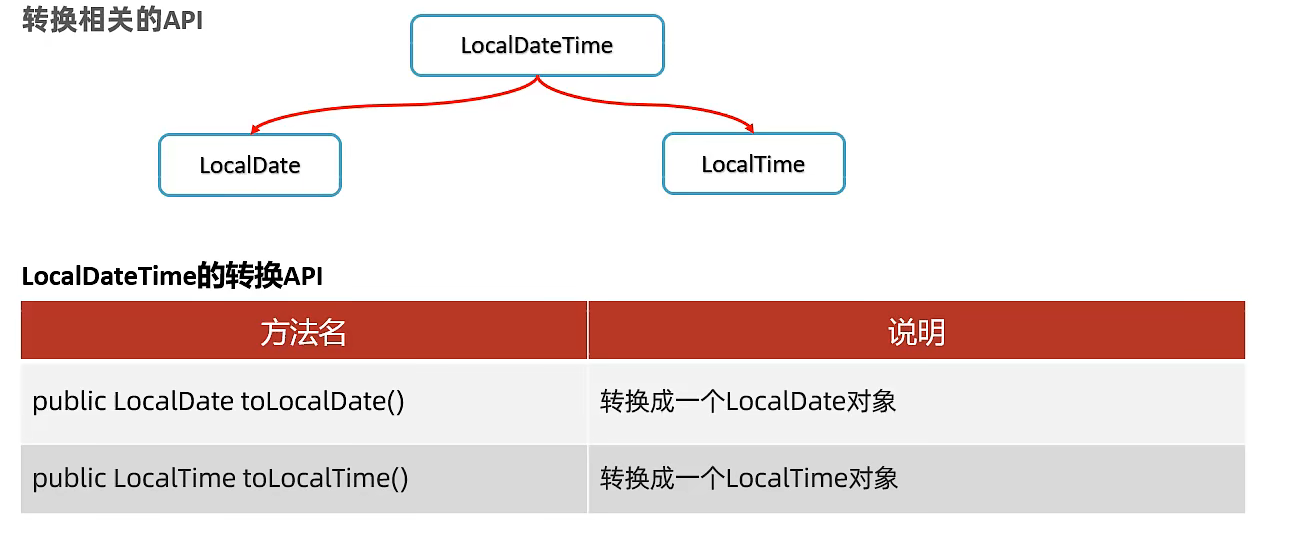 转换相关的API
LocalDateTime
LocalDate
LocalTime
LocalDateTime的转换API
方法名
说明
public LocalDate toLocalDate()
转换成一个LocalDate对象
public LocalTime toLocalTime()
转换成一个LocalTime对象